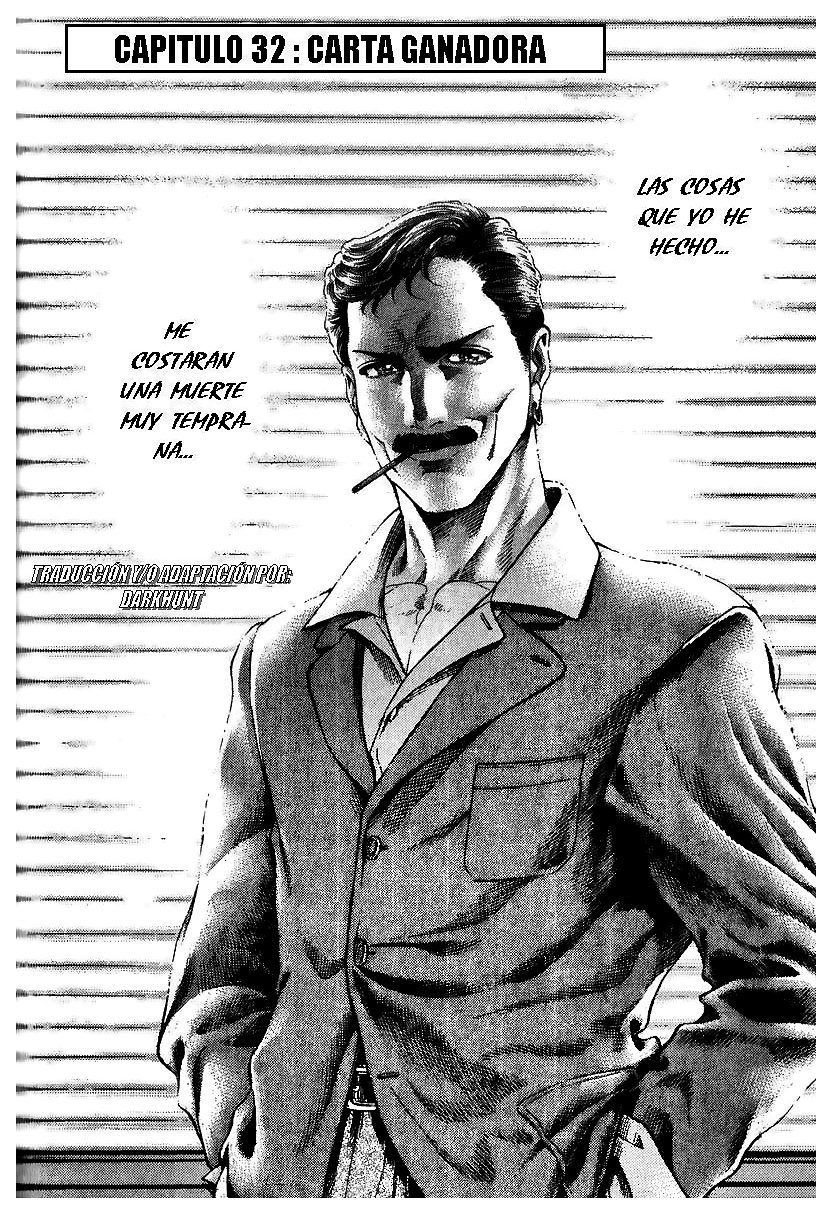 CAPITULO 32 : CARTA GANADORA
LAS COSAS
QUE YO HE
HECHO...
ME
COSTARAN
UNA MUERTE
MUY TEMPRA-
NA...
TRADUCCIÓN Y/O ADAPTACIÓN POR:
DARKHUNT